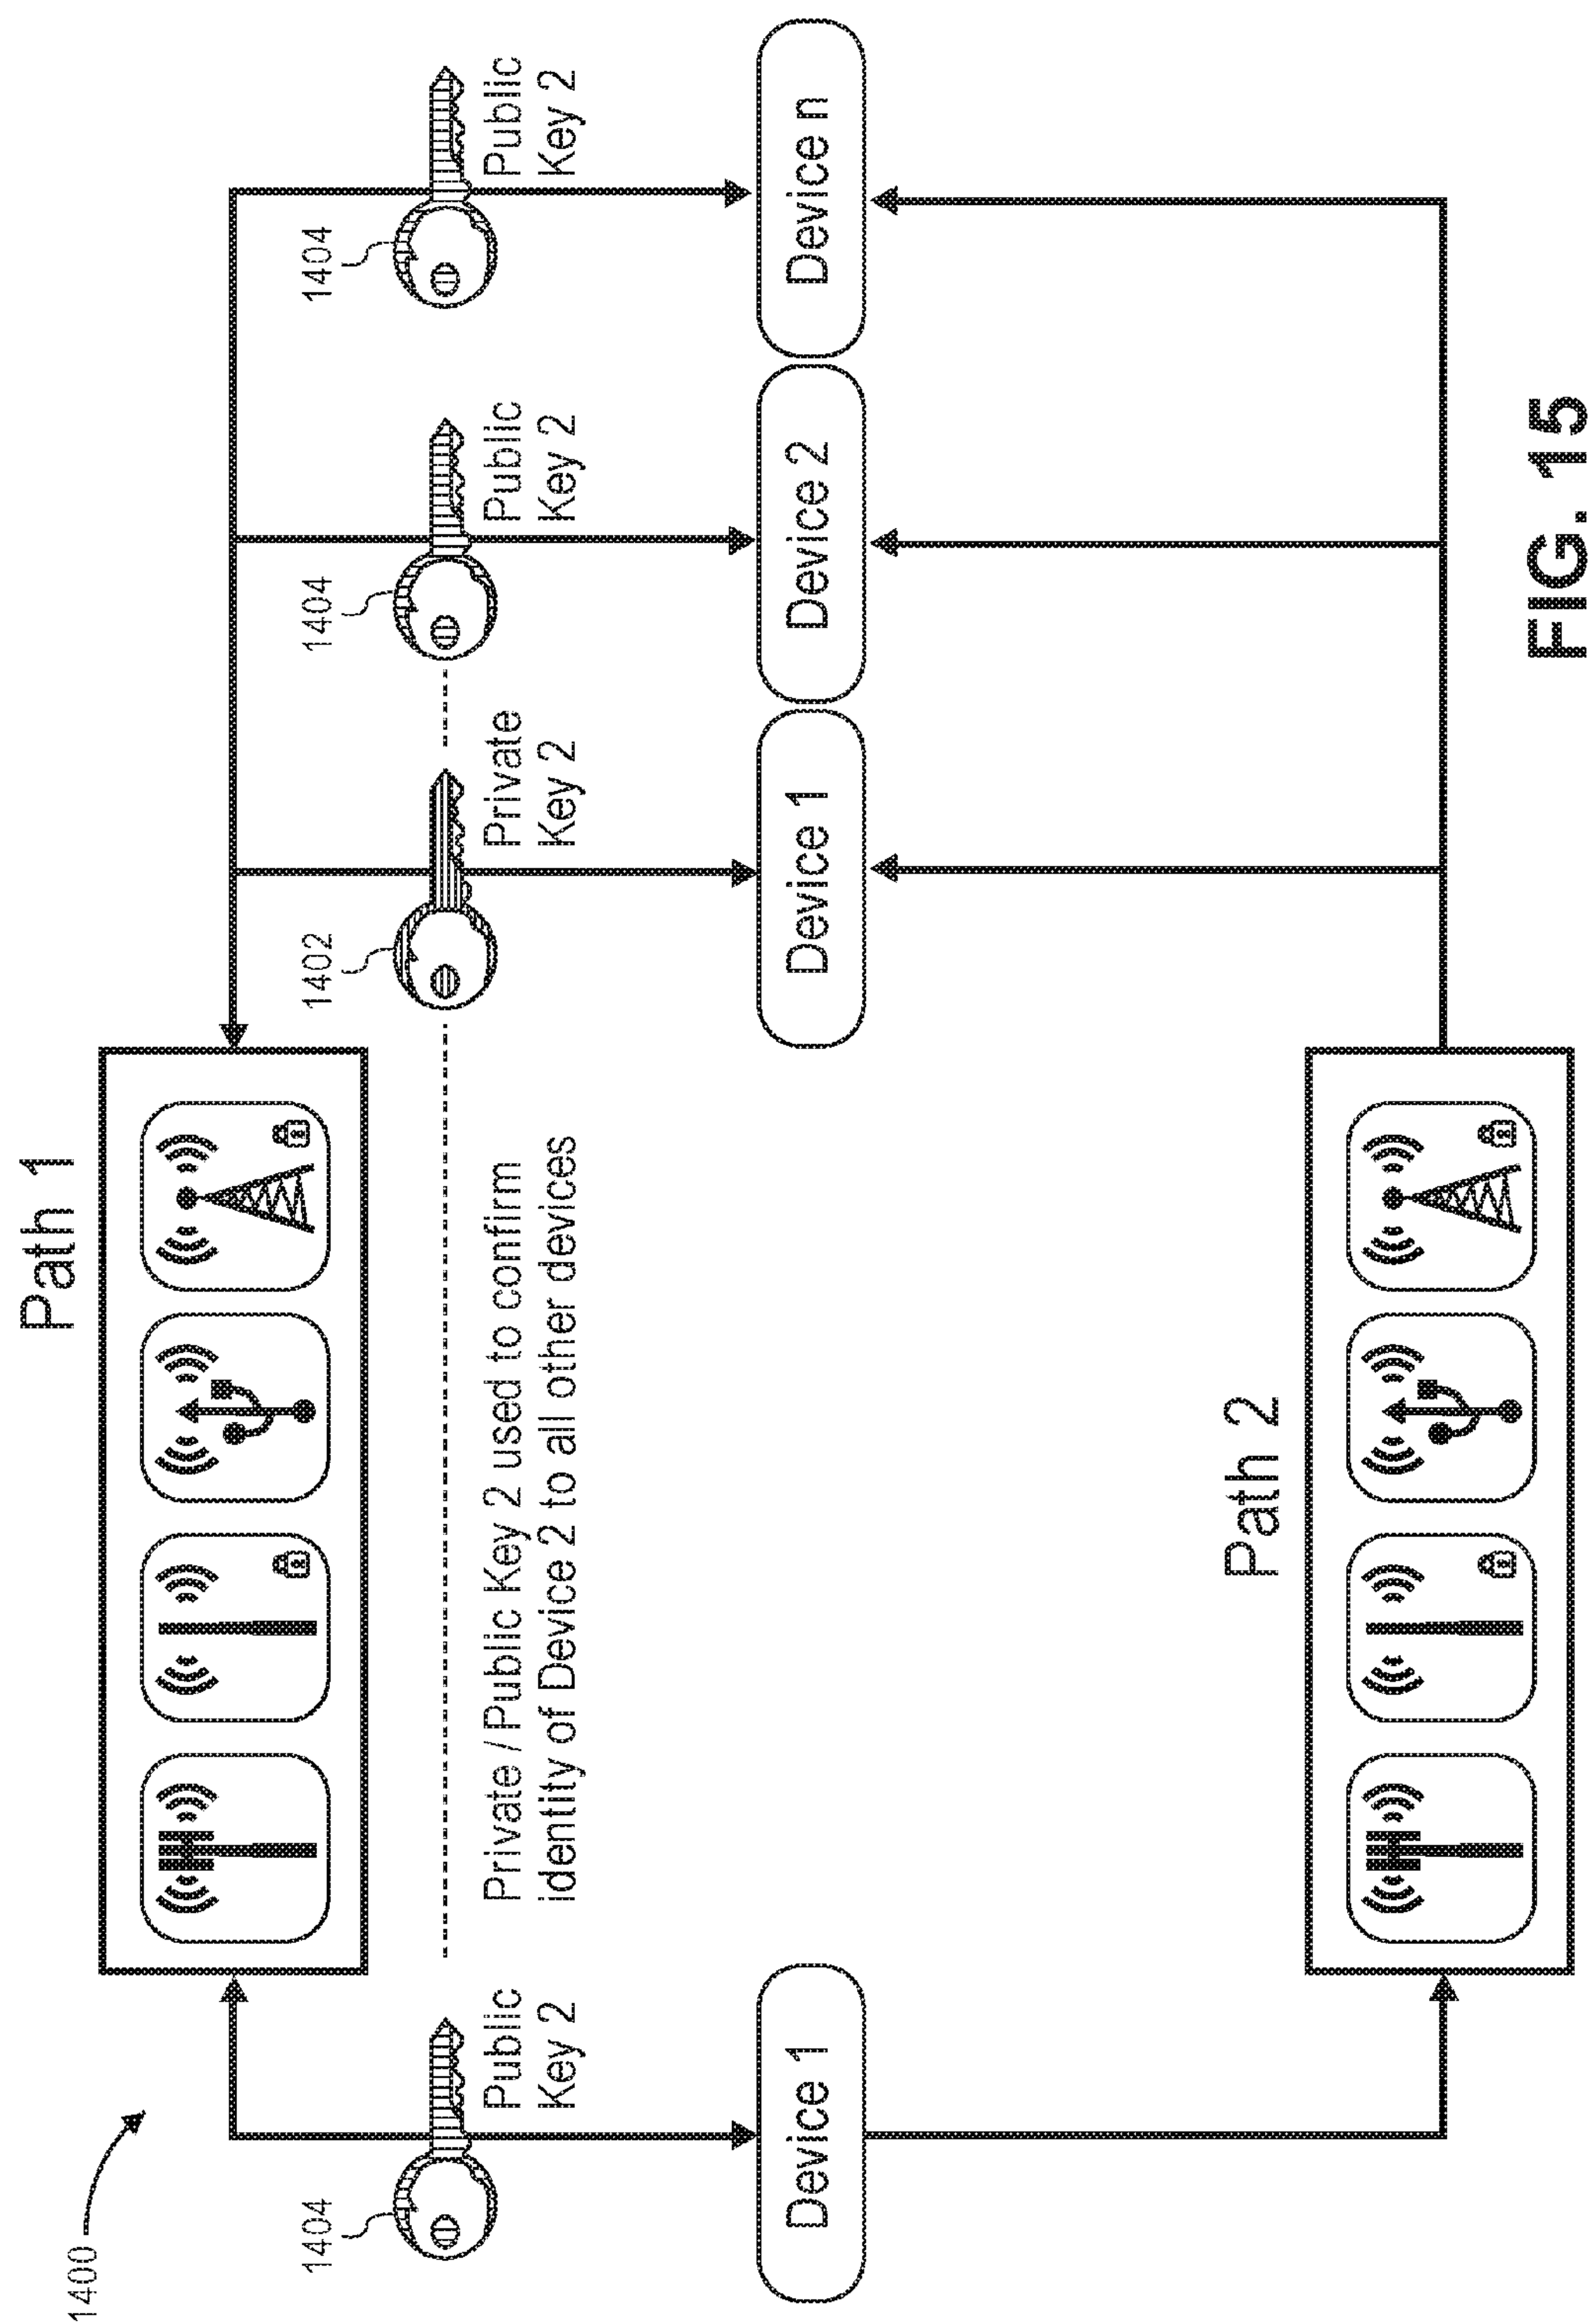 1400
Path 1
1404
1402
1404
1404
Public
Key 2
Private / Public Key 2 used to confirm
identity of Device 2 to all other devices
Private
Key 2
Public
Key 2
Public
Key 2
Device 1
Device 1
Device 2
Device n
Path 2
FIG. 15